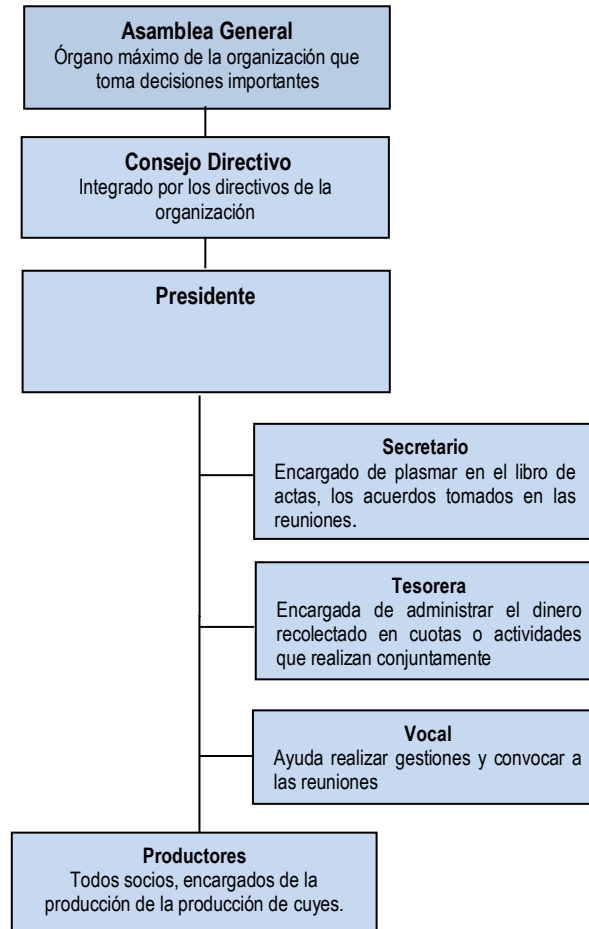 Asamblea General
Órgano máximo de la organización que
toma decisiones importantes
Consejo Directivo
Integrado por los directivos de la
organización
Presidente
Secretario
Encargado de plasmar en el libro de
actas, los acuerdos tomados en las
reuniones.
Tesorera
Encargada de administrar el dinero
recolectado en cuotas o actividades
que realizan conjuntamente
Vocal
Ayuda realizar gestiones y convocar a
las reuniones
Productores
Todos socios, encargados de la
producción de la producción de cuyes.